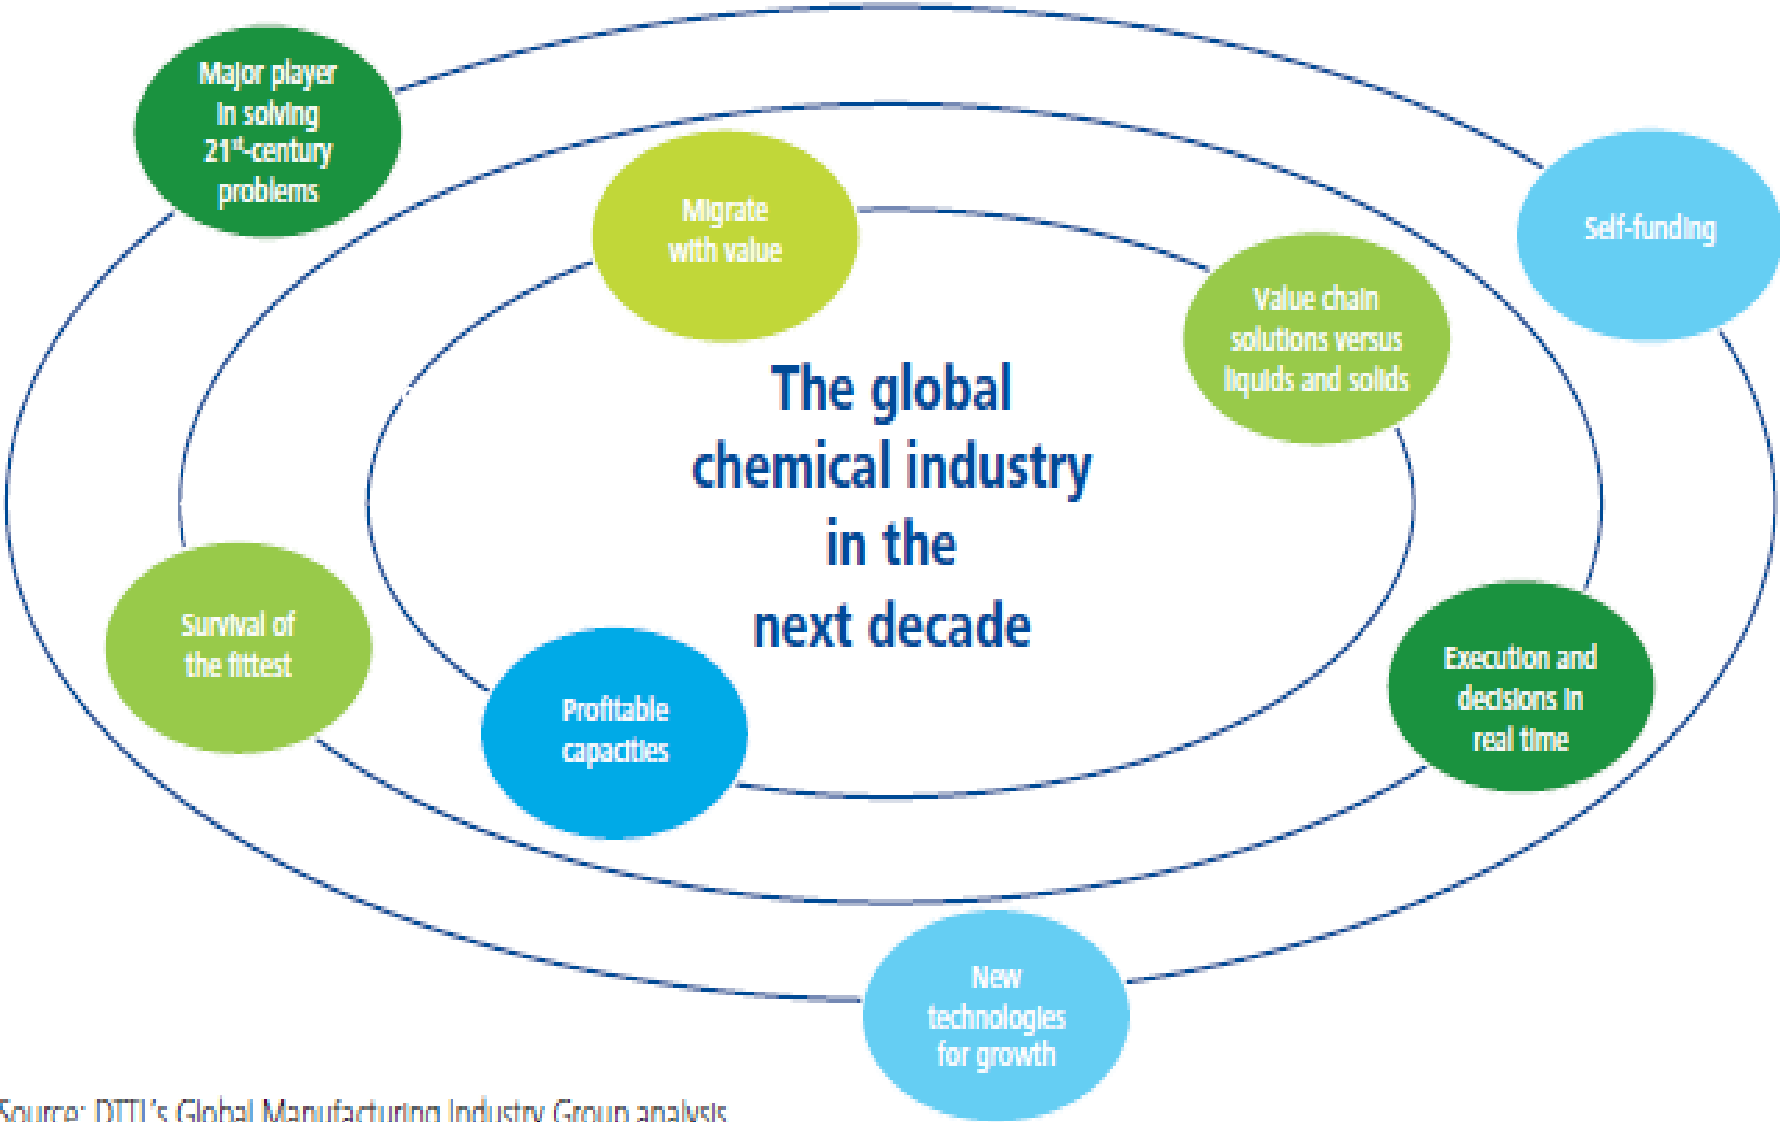 Major player
in solving
21st-century
problems
Migrate
with value
Self-funding
Value chain
solutions versus
liquids and solids
The global
chemical industry
in the
next decade
Survival of
the fittest
Profitable
capacities
Execution and
decisions in
real time
New
technologies
for growth
Source: DTTL's Global Manufacturing Industry Group analysis